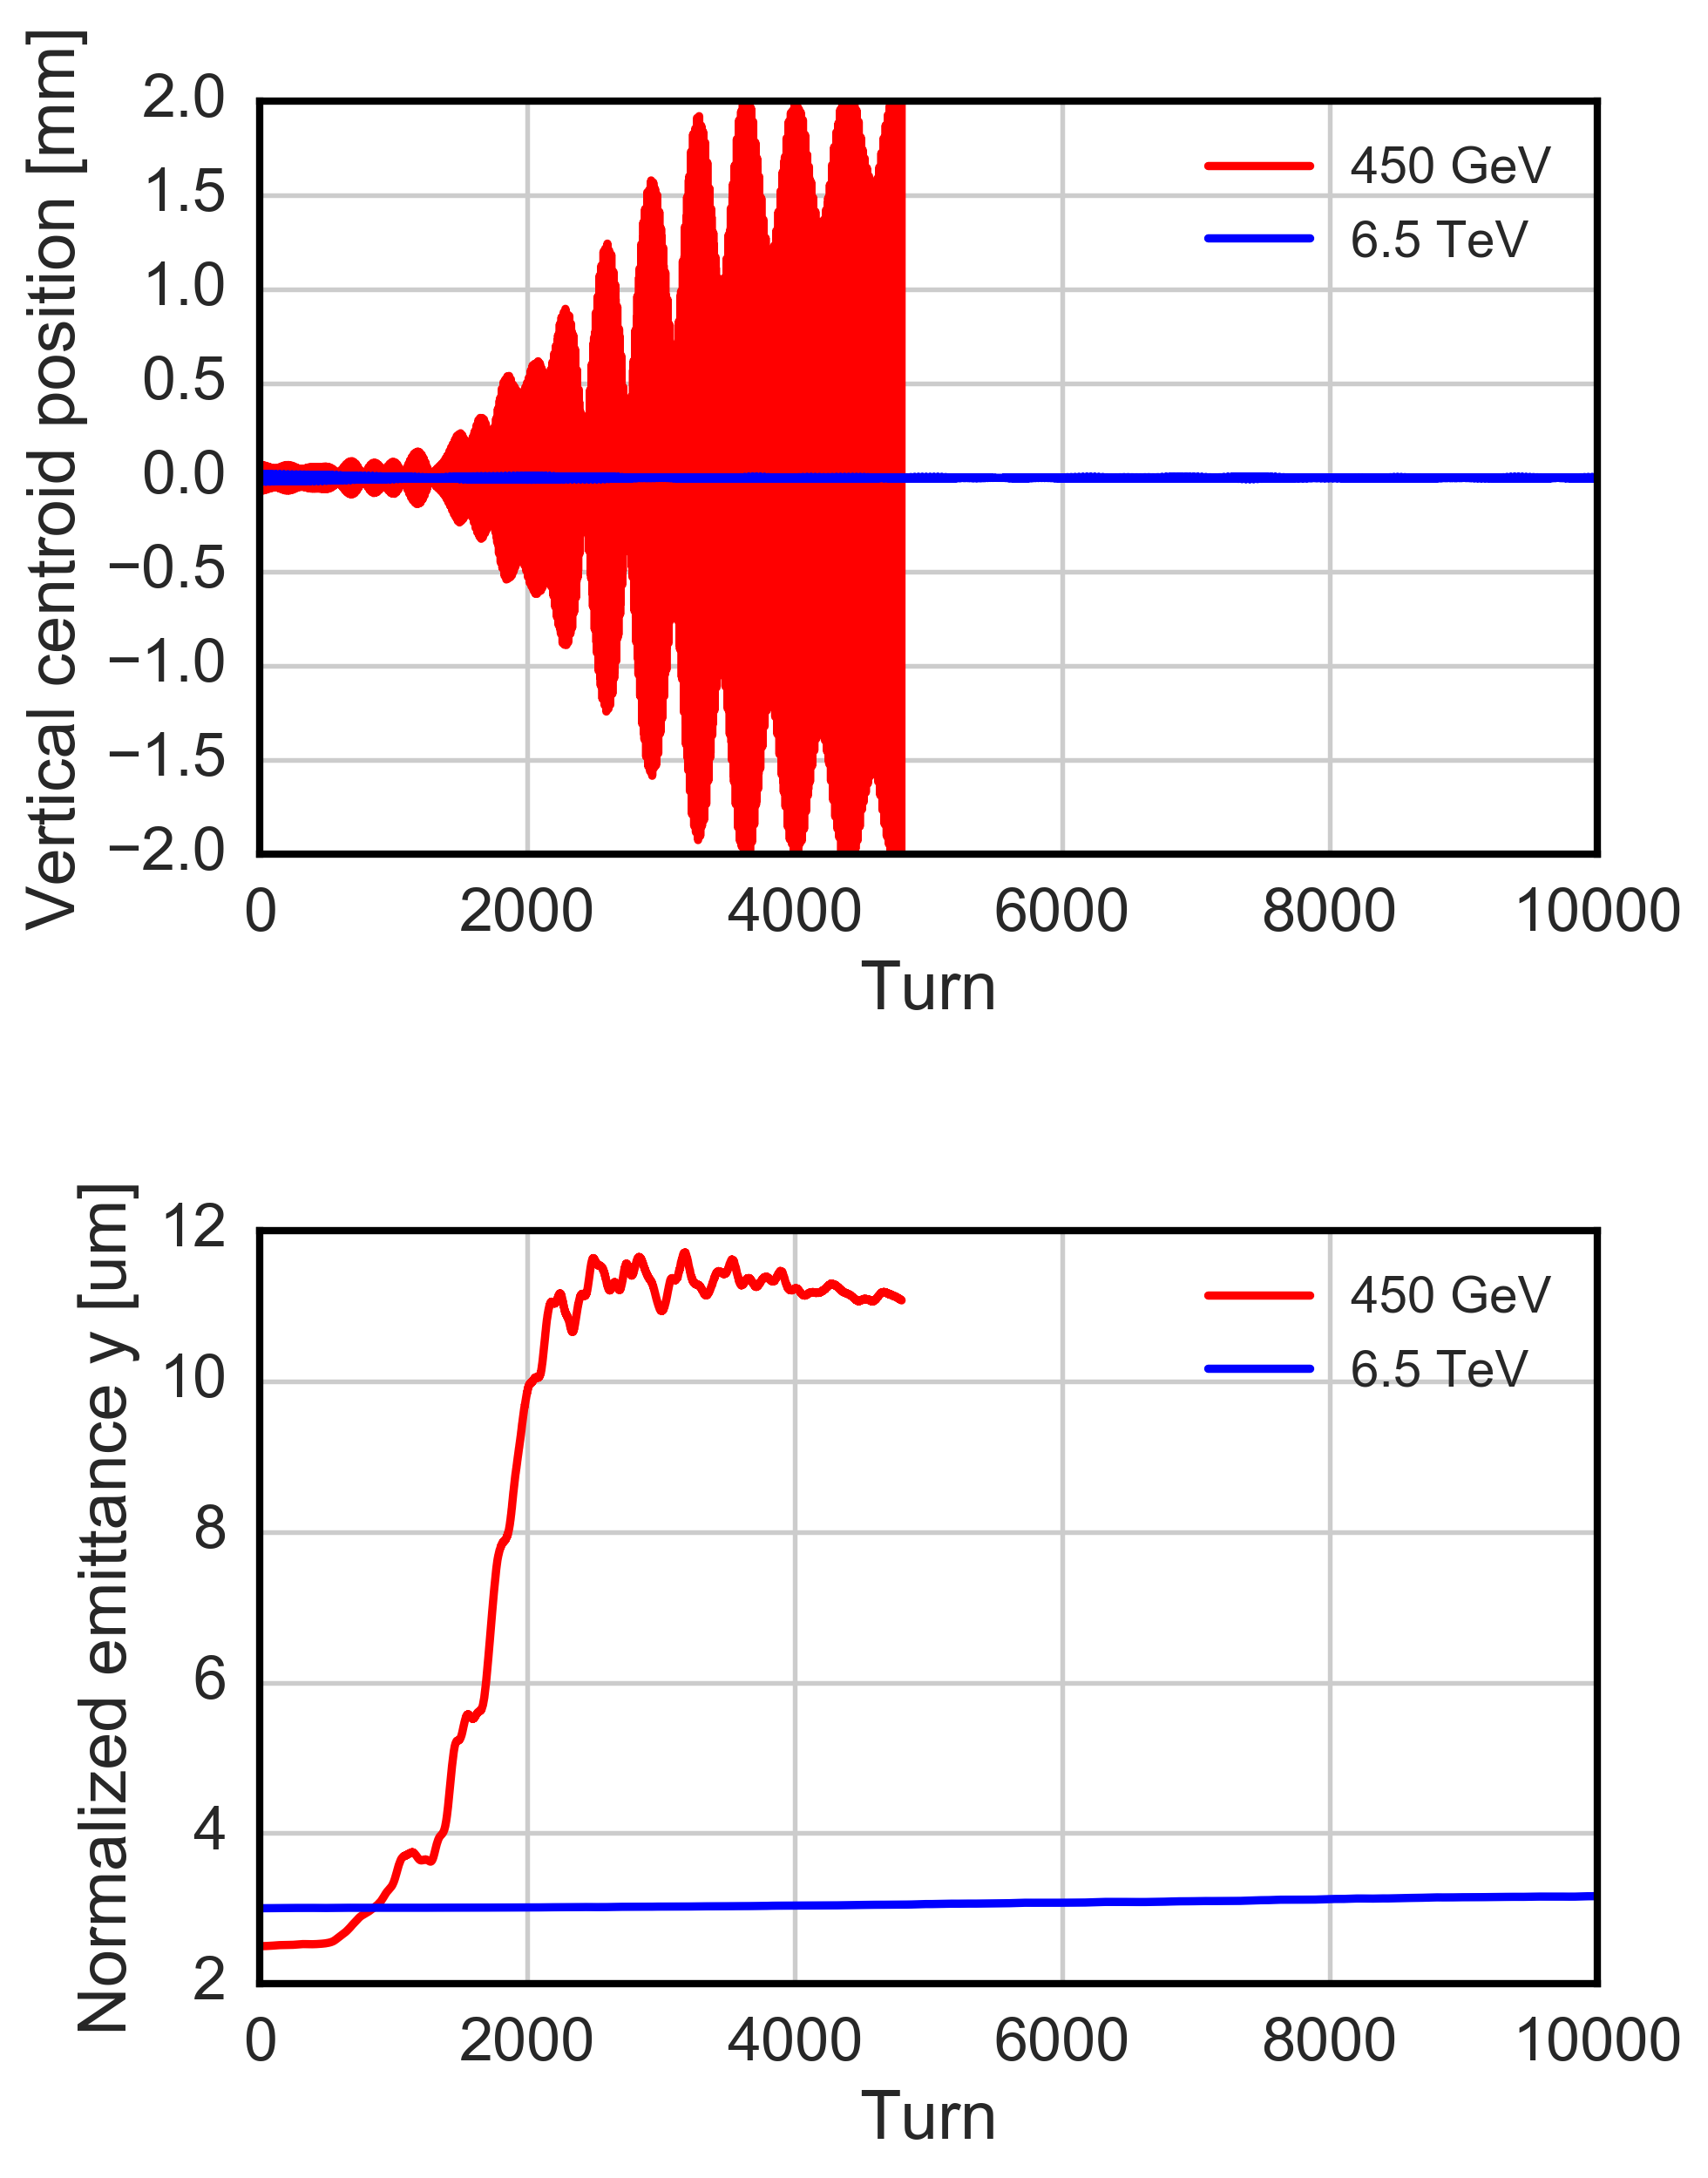 Vertical centroid position [mm]
2.0
1.5
1.0
0.5
0.0
−0.5
−1.0
−1.5
−2.0
450 GeV
6.5 TeV
0 2000 4000 6000 8000 10000
Turn
Normalized emittance y [um]
12
10
8
6
4
2
450 GeV
6.5 TeV
0 2000 4000 6000 8000 10000
Turn